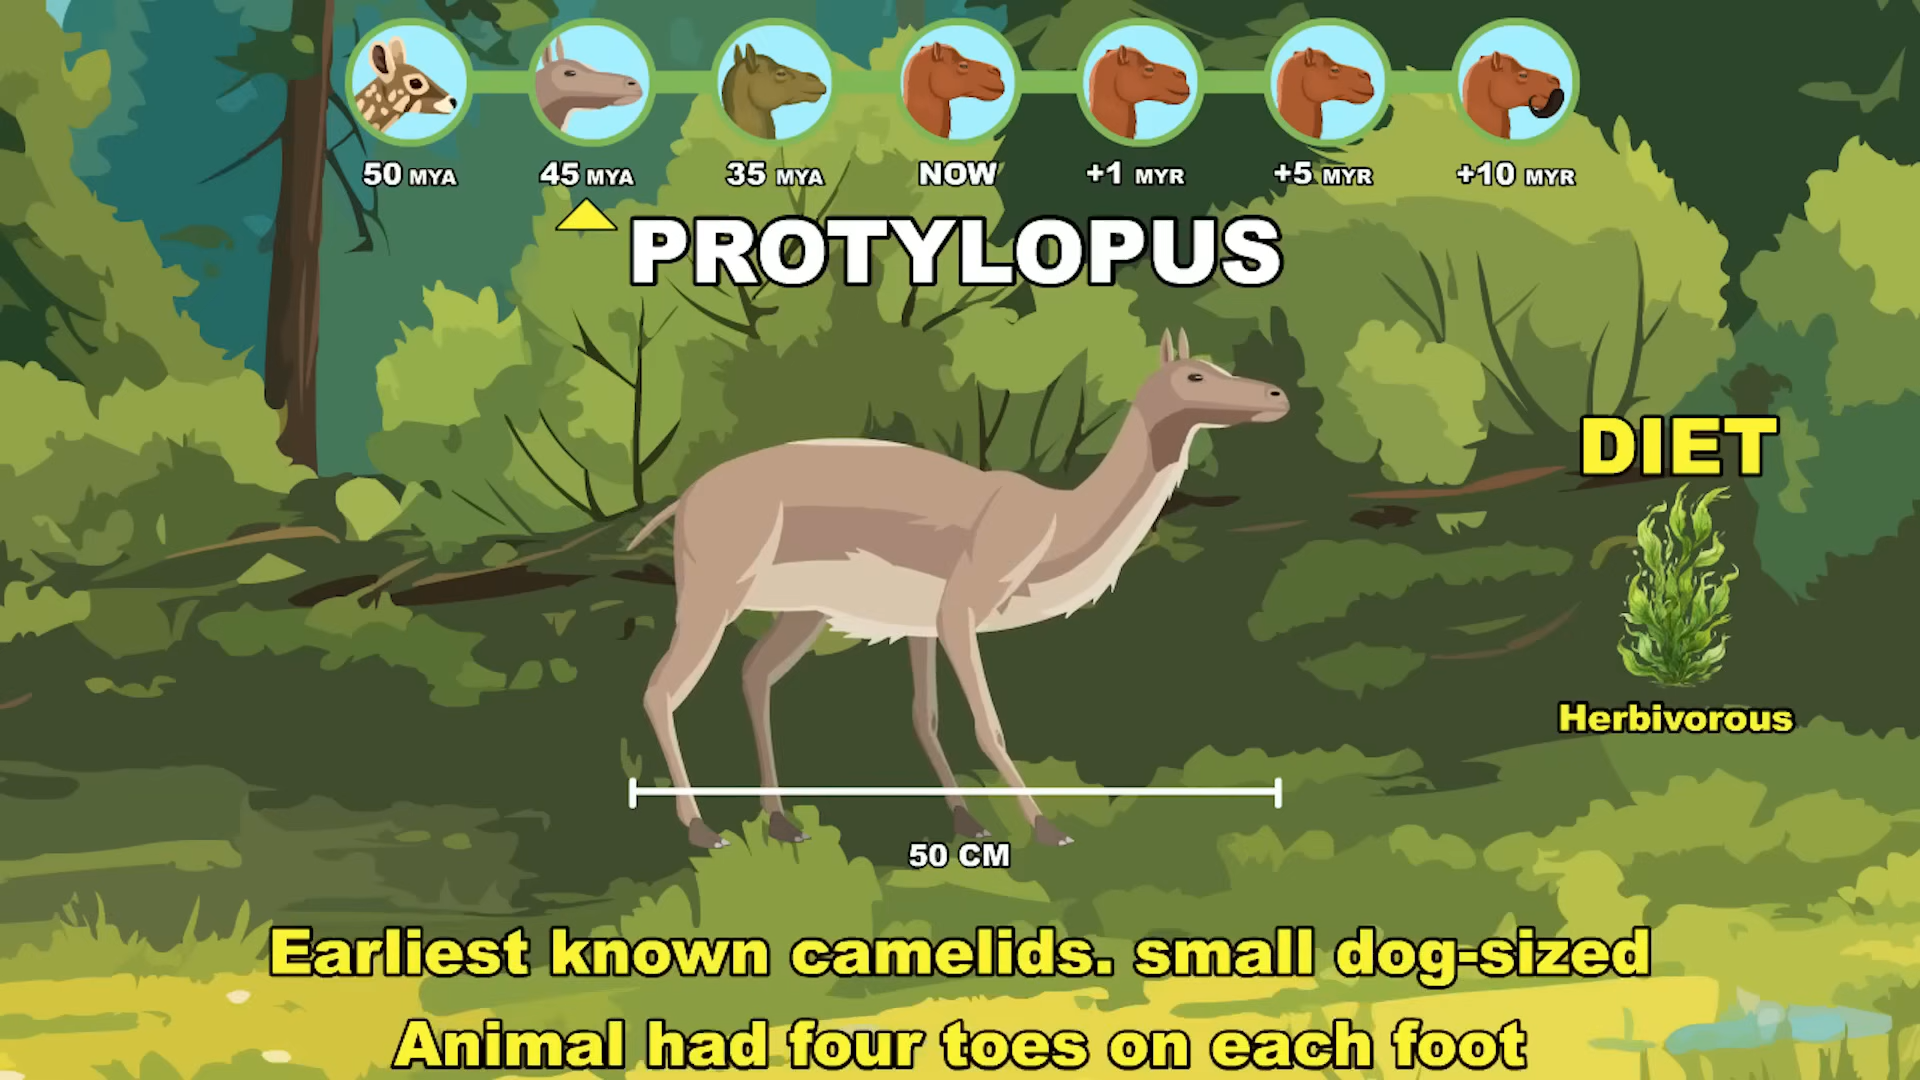 50 MYA
45 MYA
35 MYA
NOW
+1 MYR
+5 MYR
+10 MYR
PROTYLOPUS
DIET
Herbivorous
50 CM
Earliest known camelids. small dog-sized
Animal had four toes on each foot